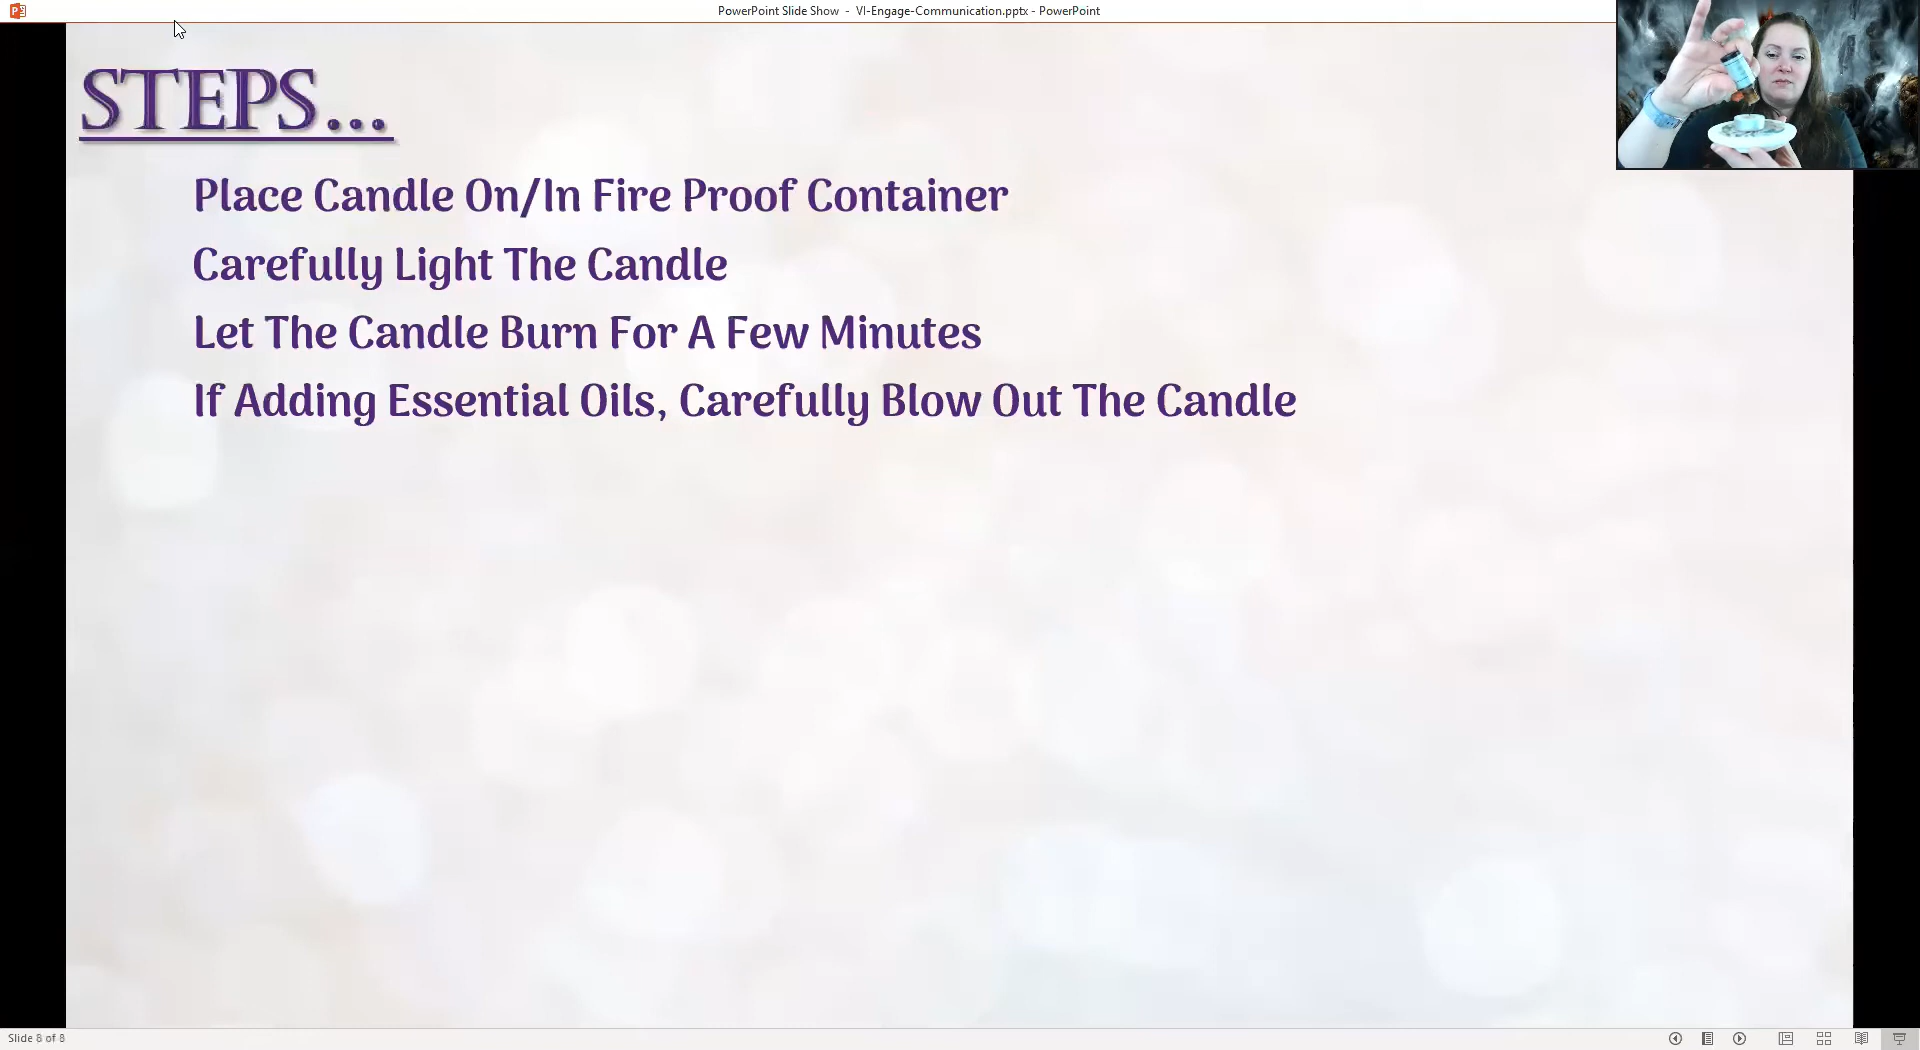 PowerPoint Slide Show - VI-Engage-Communication.pptx - PowerPoint
STEPS...
Place Candle On/In Fire Proof Container
Carefully Light The Candle
Let The Candle Burn For A Few Minutes
If Adding Essential Oils, Carefully Blow Out The Candle
Slide 8 of 8